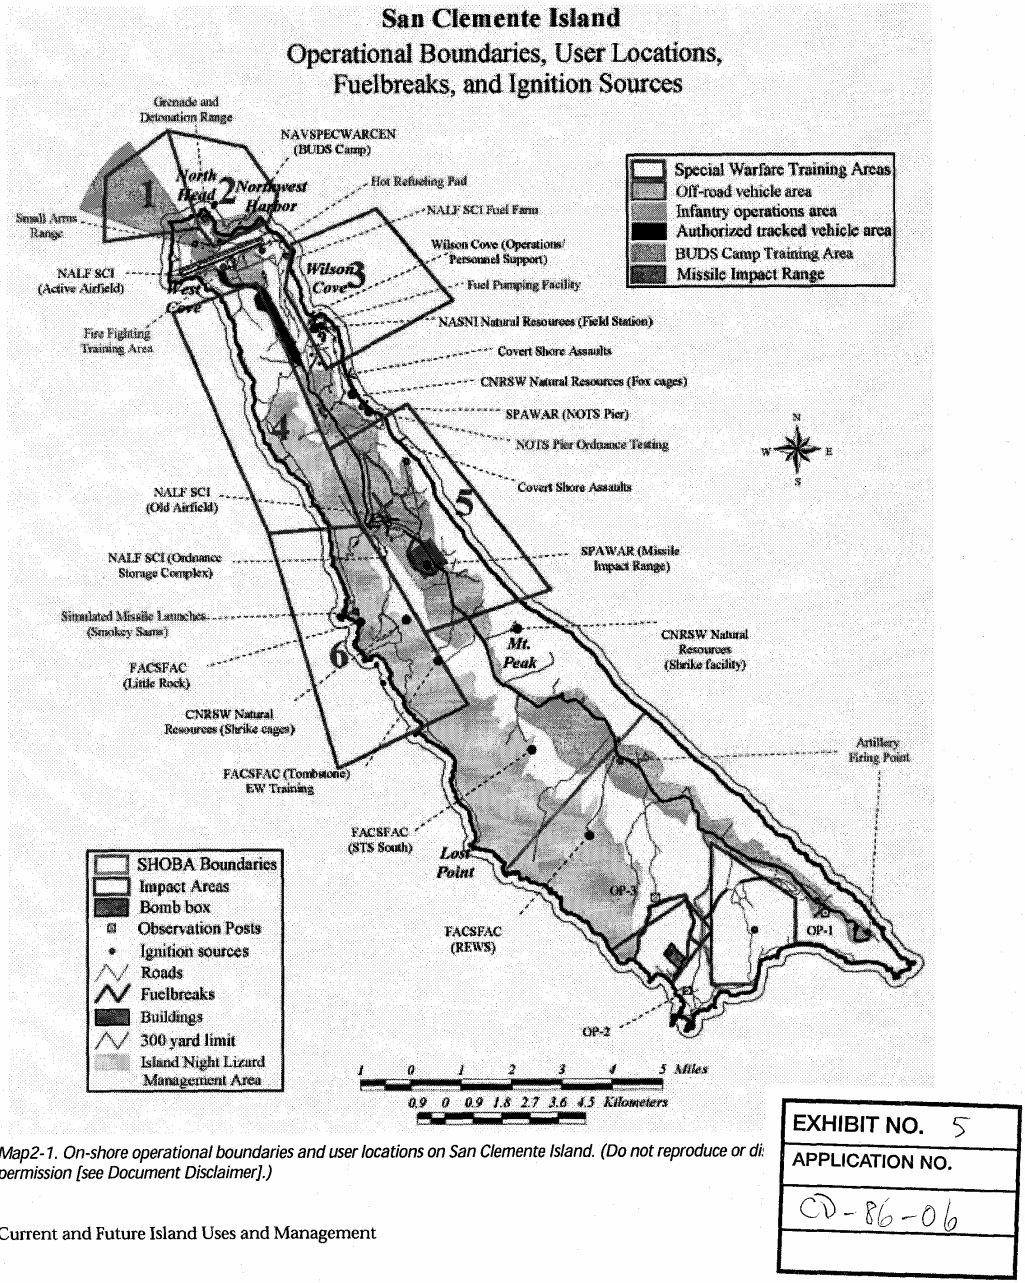 San Clemente Island
Operational Boundaries, User Locations,
Fuelbreaks, and Ignition Sources
Grenade and
Detonation Range
NAVSPECWARCEN
(BUDS Camp)
North
Head
1
2
Northwest
Harbor
Hot Refueling Pad
NALF SCI Fuel Farm
Small Arms
Range
Wilson Cove (Operations/
Personnel Support)
NALF SCI
(Active Airfield)
West
Cove
Wilson
Cove
3
Fuel Pumping Facility
NASNI Natural Resources (Field Station)
Fire Fighting
Training Area
Covert Shore Assaults
CNRSW Natural Resources (Fox cages)
SPAWAR (NOTS Pier)
4
NOTS Pier Ordnance Testing
Covert Shore Assaults
NALF SCI
(Old Airfield)
5
NALF SCI (Ordnance
Storage Complex)
SPAWAR (Missile
Impact Range)
Simulated Missile Launches
(Smokey Sams)
CNRSW Natural
Resources
(Shrike facility)
Mt.
Peak
6
FACSFAC
(Little Rock)
CNRSW Natural
Resources (Shrike cages)
FACSFAC (Tombstone)
EW Training
Artillery
Firing Point
FACSFAC
(STS South)
Lost
Point
OP-3
FACSFAC
(REWS)
OP-1
OP-2
Special Warfare Training Areas
Off-road vehicle area
Infantry operations area
Authorized tracked vehicle area
BUDS Camp Training Area
Missile Impact Range
N
W E
S
SHOBA Boundaries
Impact Areas
Bomb box
Observation Posts
Ignition sources
Roads
Fuelbreaks
Buildings
300 yard limit
Island Night Lizard
Management Area
1 0 1 2 3 4 5 Miles
0.9 0 0.9 1.8 2.7 3.6 4.5 Kilometers
Map2-1. On-shore operational boundaries and user locations on San Clemente Island. (Do not reproduce or di
permission [see Document Disclaimer].)
Current and Future Island Uses and Management
EXHIBIT NO. 5
APPLICATION NO.
CD-86-06